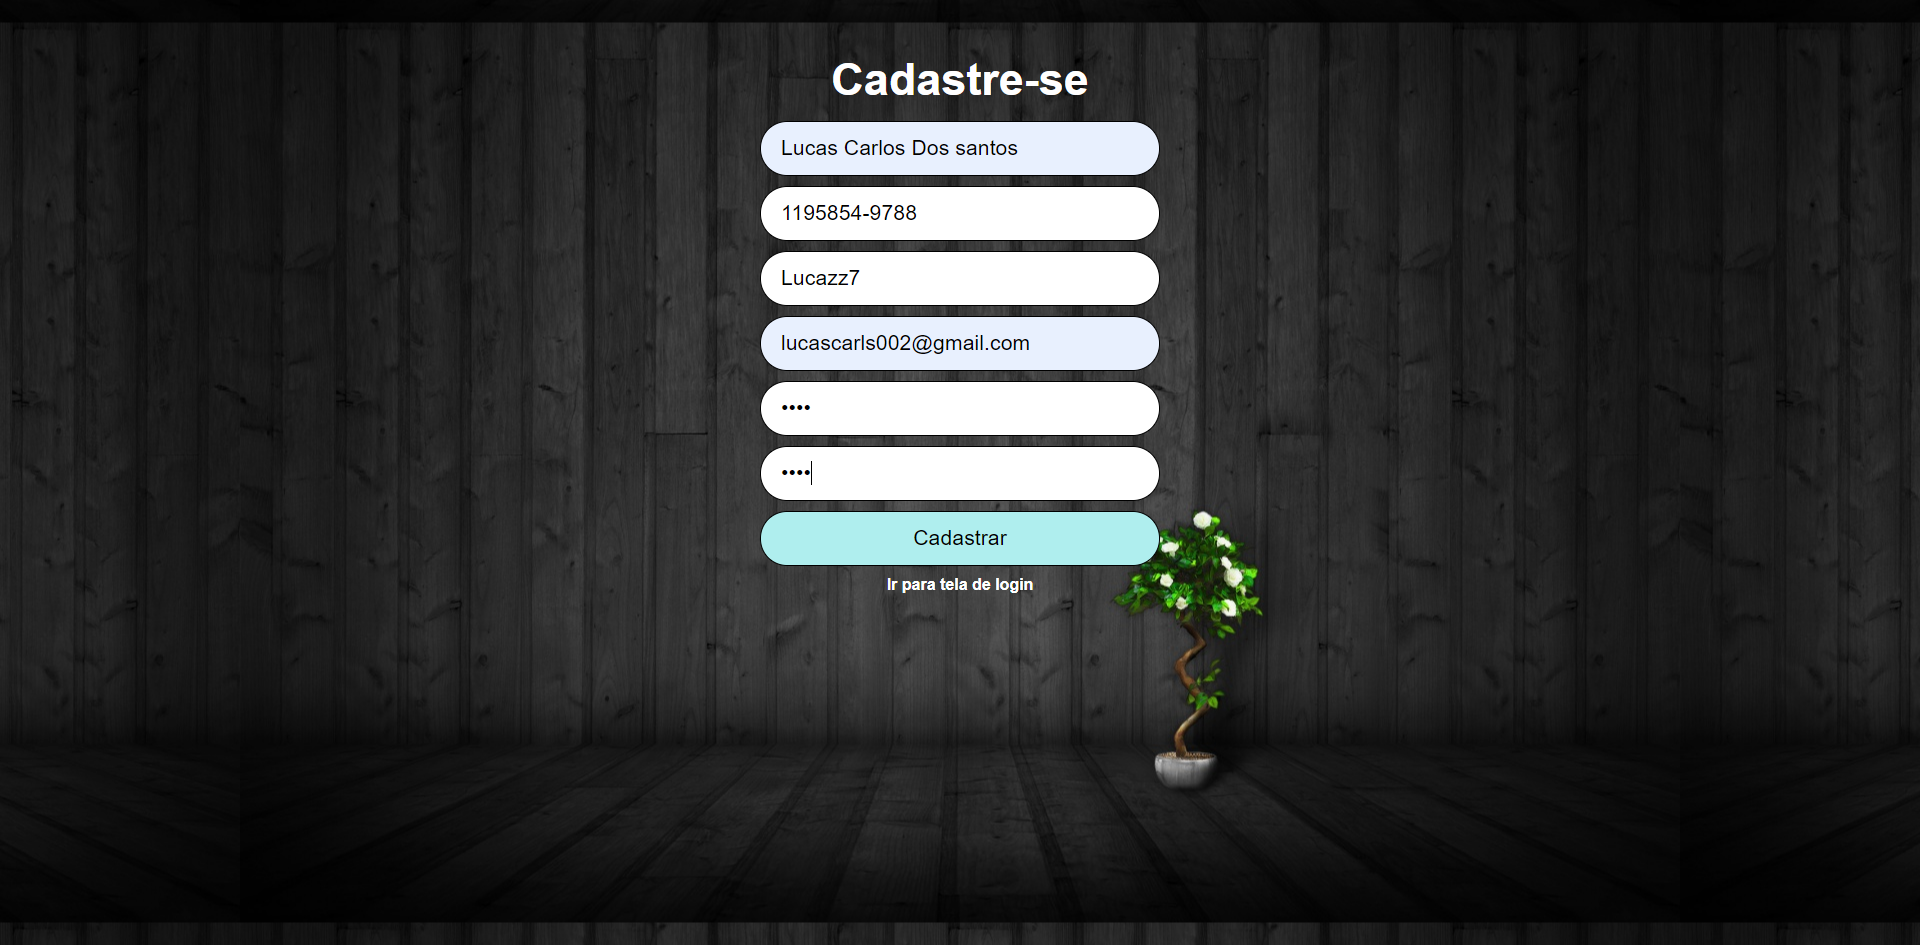 Cadastre-se
Lucas Carlos Dos santos
1195854-9788
Lucazz7
lucascarls002@gmail.com
••••
••••
Cadastrar
Ir para tela de login